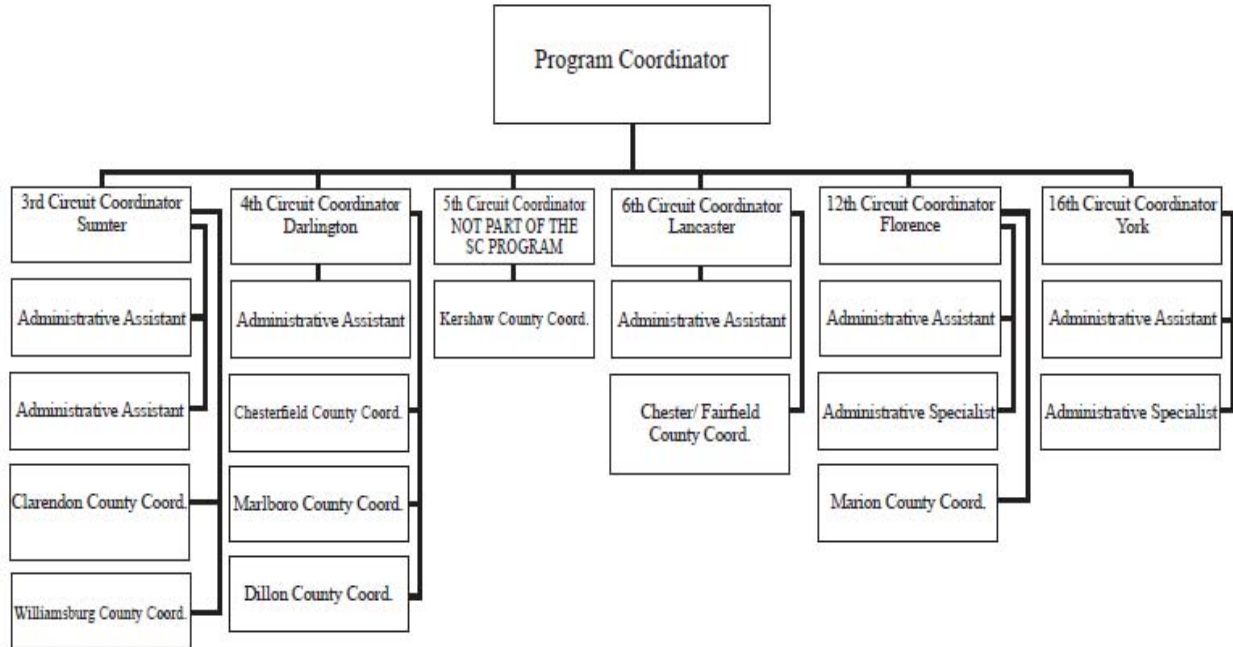 Program Coordinator
3rd Circuit Coordinator
Sumter
Administrative Assistant
Administrative Assistant
Clarendon County Coord.
Williamsburg County Coord.
4th Circuit Coordinator
Darlington
Administrative Assistant
Chesterfield County Coord.
Marlboro County Coord.
Dillon County Coord.
5th Circuit Coordinator
NOT PART OF THE
SC PROGRAM
Kershaw County Coord.
6th Circuit Coordinator
Lancaster
Administrative Assistant
Chester/ Fairfield
County Coord.
12th Circuit Coordinator
Florence
Administrative Assistant
Administrative Specialist
Marion County Coord.
16th Circuit Coordinator
York
Administrative Assistant
Administrative Specialist